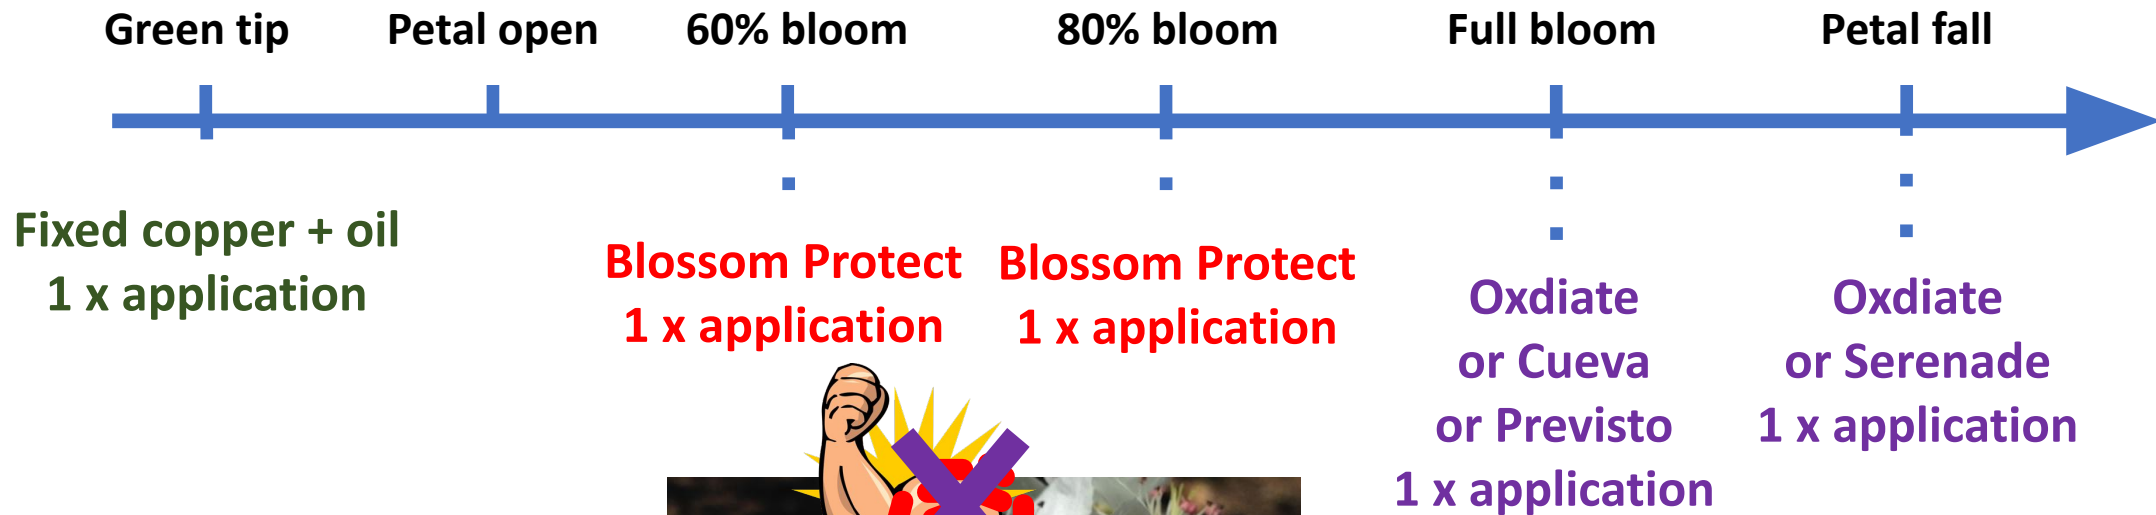 Green tip
Petal open
60% bloom
80% bloom
Full bloom
Petal fall
Fixed copper + oil
1 x application
Blossom Protect
1 x application
Blossom Protect
1 x application
Oxdiate
or Cueva
or Previsto
1 x application
Oxdiate
or Serenade
1 x application